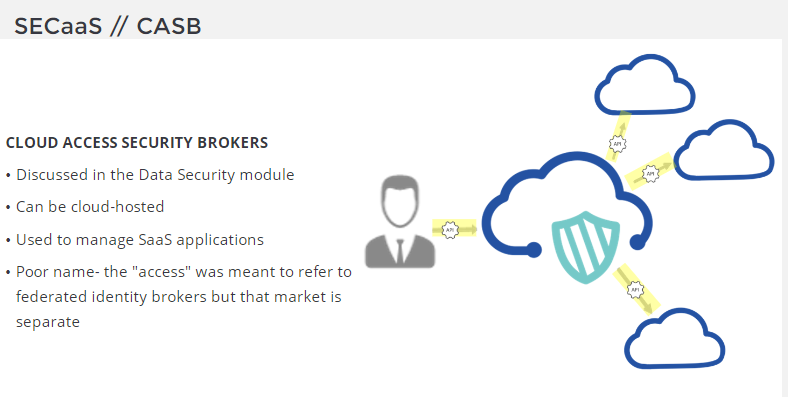 SECaaS // CASB
CLOUD ACCESS SECURITY BROKERS
• Discussed in the Data Security module
• Can be cloud-hosted
• Used to manage SaaS applications
• Poor name- the "access" was meant to refer to
federated identity brokers but that market is
separate
API
API
API
API